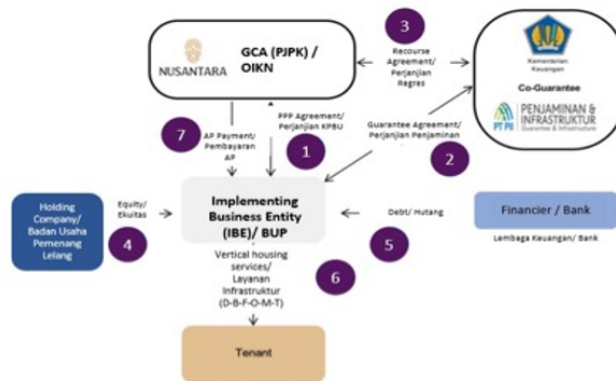 3
GCA (PJPK) /
OIKN
NUSANTARA
Recourse
Agreement/
Perjanjian
Regres
Kementerian
Keuangan
Co-Guarantee
PT PII
PENJAMINAN &
INFRASTRUKTUR
Guarantee & Infrastructure
7
AP Payment/
Pembayaran
AP
PPP Agreement/
Perjanjian KPBU
1
Guarantee Agreement/
Perjanjian Penjaminan
2
Holding
Company/
Badan Usaha
Pemenang
Lelang
Equity/
Ekuitas
4
Implementing
Business Entity
(IBE)/ BUP
Debt/ Hutang
5
Financier / Bank
Lembaga Keuangan/ Bank
Vertical housing
services/
Layanan
Infrastruktur
(D-B-F-O-M-T)
6
Tenant